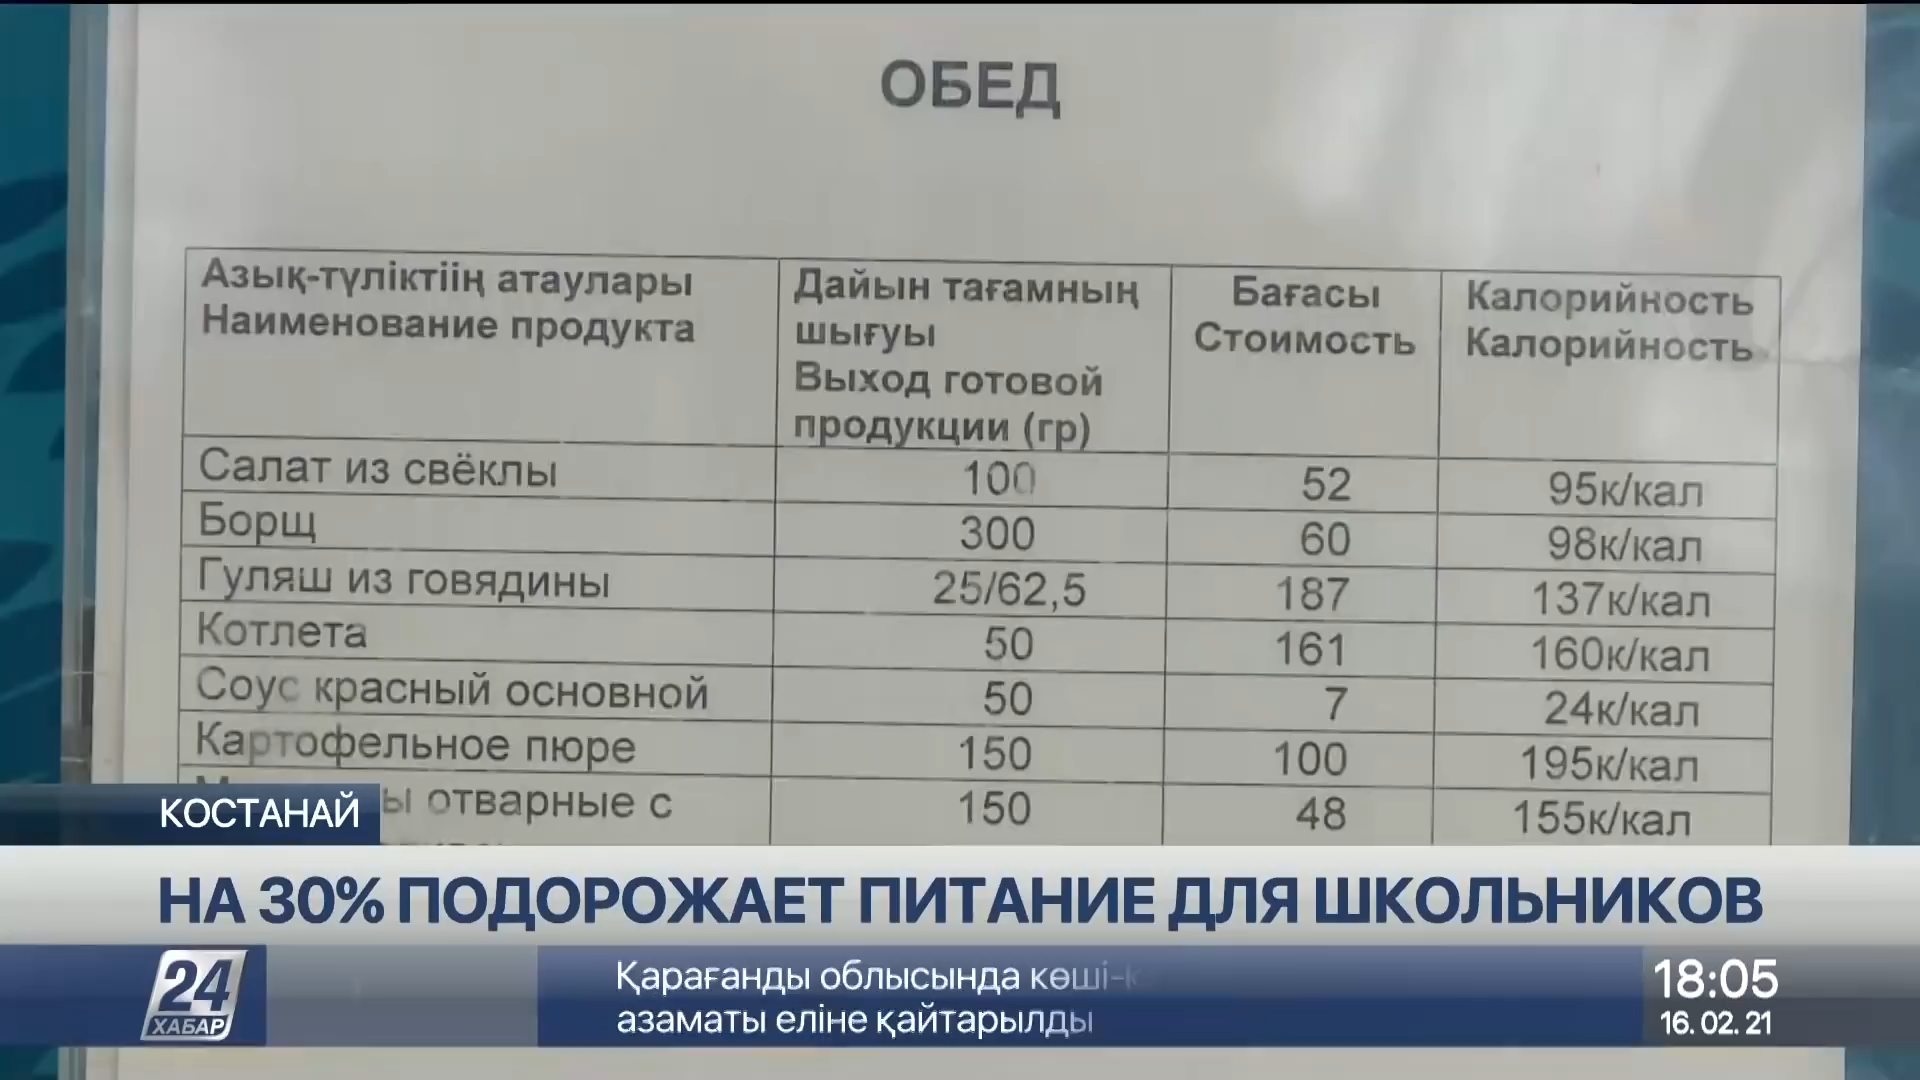 ОБЕД
Азық-түліктіің атаулары
Наименование продукта
Дайын тағамның
шығуы
Выход готовой
продукции (гр)
Бағасы
Стоимость
Калорийность
Калорийность
Салат из свёклы 100 52 95к/кал
Борщ 300 60 98к/кал
Гуляш из говядины 25/62,5 187 137к/кал
Котлета 50 161 160к/кал
Соус красный основной 50 7 24к/кал
Картофельное пюре 150 100 195к/кал
отварные с 150 48 155к/кал
КОСТАНАЙ
НА 30% ПОДОРОЖАЕТ ПИТАНИЕ ДЛЯ ШКОЛЬНИКОВ
24
ХАБАР
Қарағанды облысында көші-
азаматы еліне қайтарылды
18:05
16.02.21